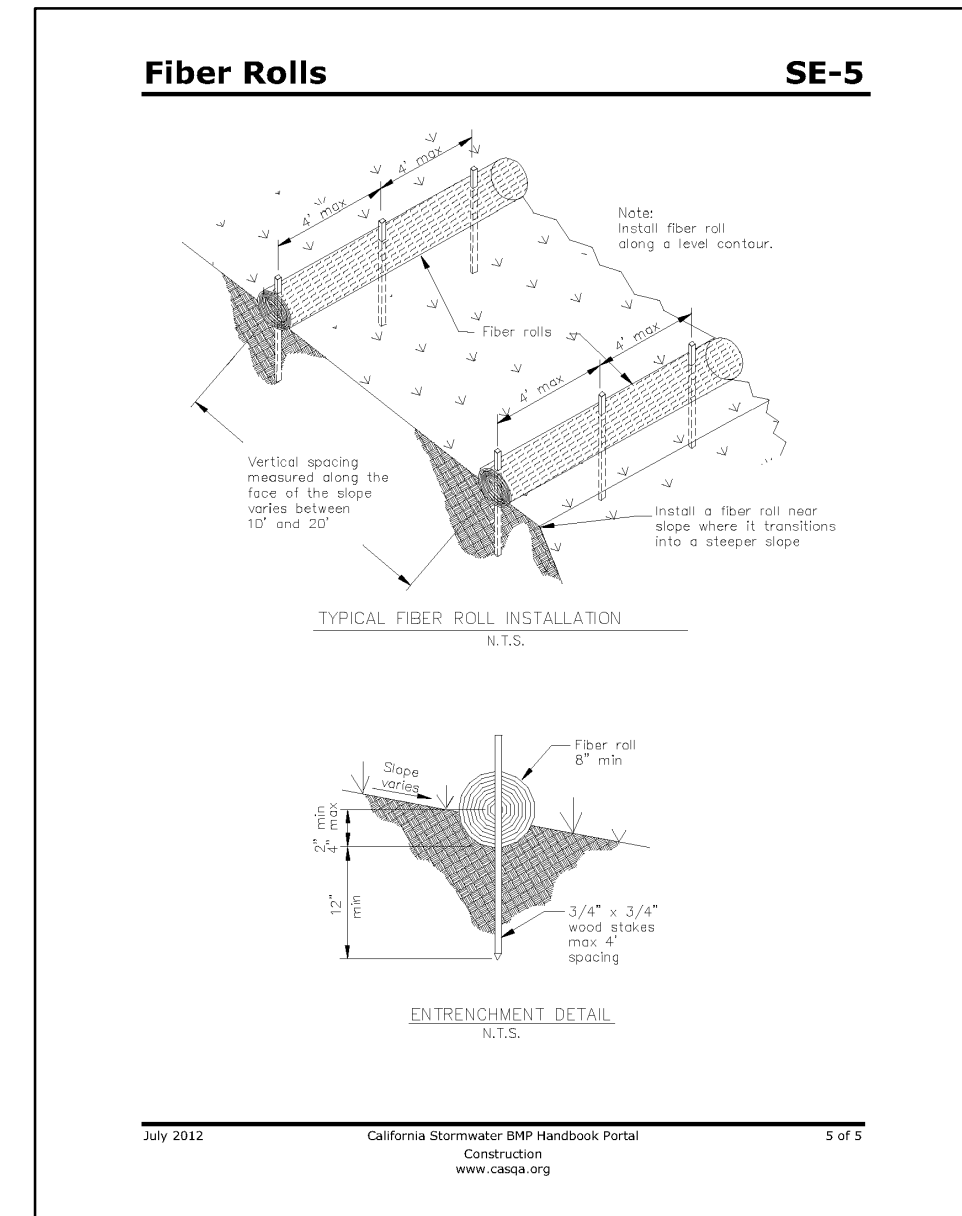 Fiber Rolls
SE-5
4' max
4' max
Note:
Install fiber roll
along a level contour.
Fiber rolls
4' max
4' max
Vertical spacing
measured along the
face of the slope
varies between
10' and 20'
Install a fiber roll near
slope where it transitions
into a steeper slope
TYPICAL FIBER ROLL INSTALLATION
N.T.S.
Fiber roll
8" min
Slope
varies
2" min
4" max
12"
min
3/4" x 3/4"
wood stakes
max 4'
spacing
ENTRENCHMENT DETAIL
N.T.S.
July 2012
California Stormwater BMP Handbook Portal
5 of 5
Construction
www.casqa.org